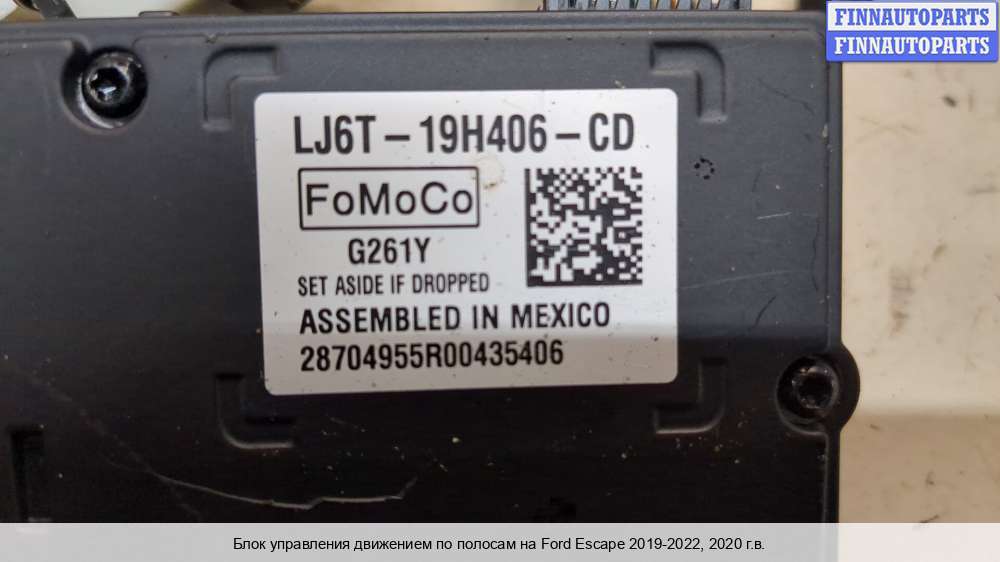 FINNAUTOPARTS
FINNAUTOPARTS
LJ6T-19H406-CD
FoMoCo
G261Y
SET ASIDE IF DROPPED
ASSEMBLED IN MEXICO
28704955R00435406
Блок управления движением по полосам на Ford Escape 2019-2022, 2020 г.в.